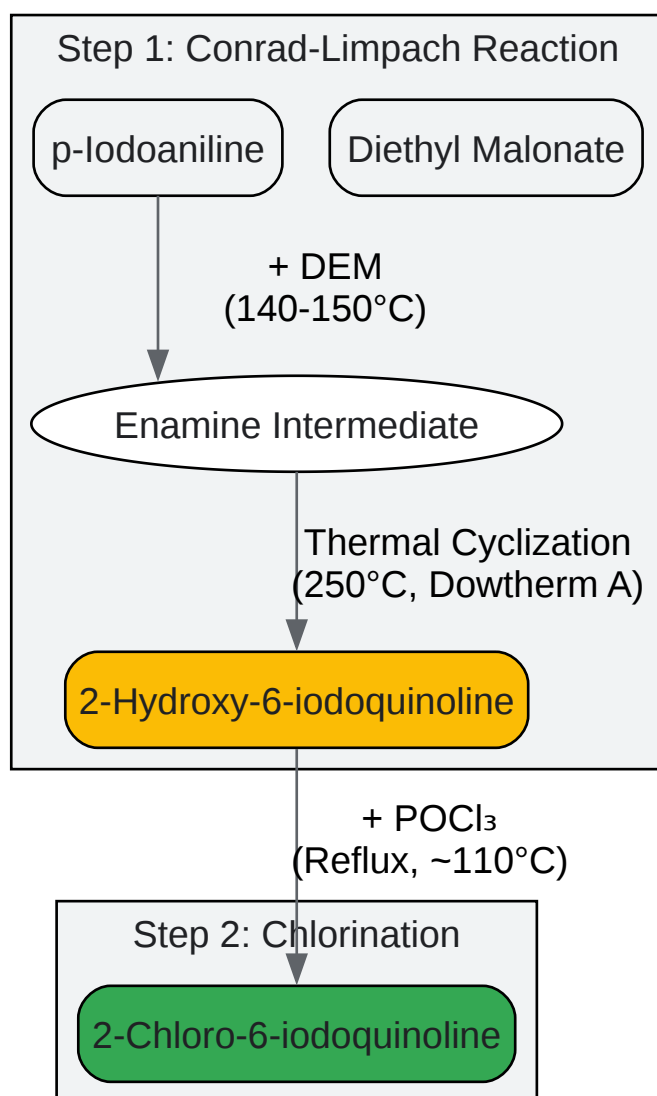 Step 1: Conrad-Limpach Reaction
p-Iodoaniline
Diethyl Malonate
+ DEM
(140-150°C)
Enamine Intermediate
Thermal Cyclization
(250°C, Dowtherm A)
2-Hydroxy-6-iodoquinoline
+ POCl₃
(Reflux, ~110°C)
Step 2: Chlorination
2-Chloro-6-iodoquinoline